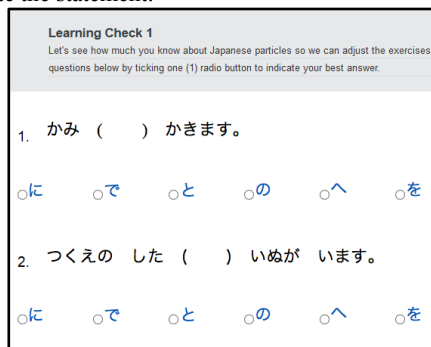 Learning Check 1
Let's see how much you know about Japanese particles so we can adjust the exercises
questions below by ticking one (1) radio button to indicate your best answer.
1. かみ ( ) かきます。
に で と の へ を
2. つくえの した ( ) いぬが います。
に で と の へ を